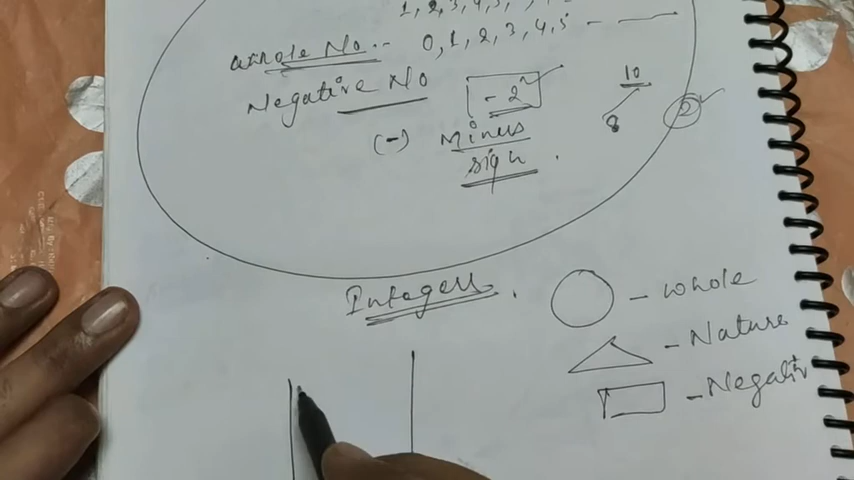 1, 2, 3, 4, 5,
whole No. - 0, 1, 2, 3, 4, 5 - —
Negative No - 2
10
8
2
(-) minus
sign.
Integers.
- whole
- Nature
- Negativ